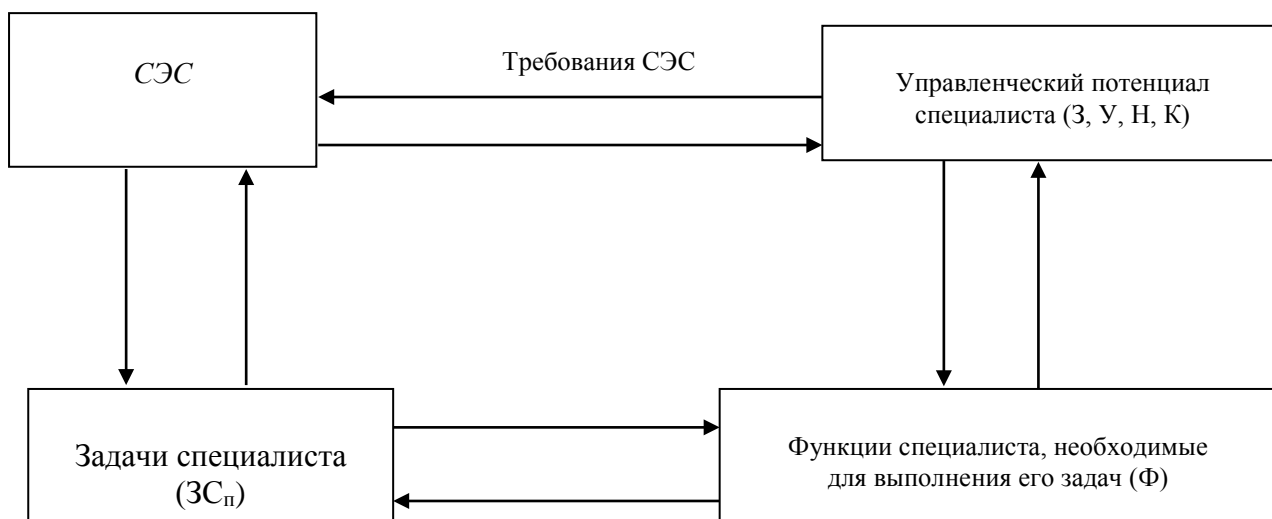 СЭС
Требования СЭС
Управленческий потенциал
специалиста (З, У, Н, К)
Задачи специалиста
(ЗСп)
Функции специалиста, необходимые
для выполнения его задач (Ф)